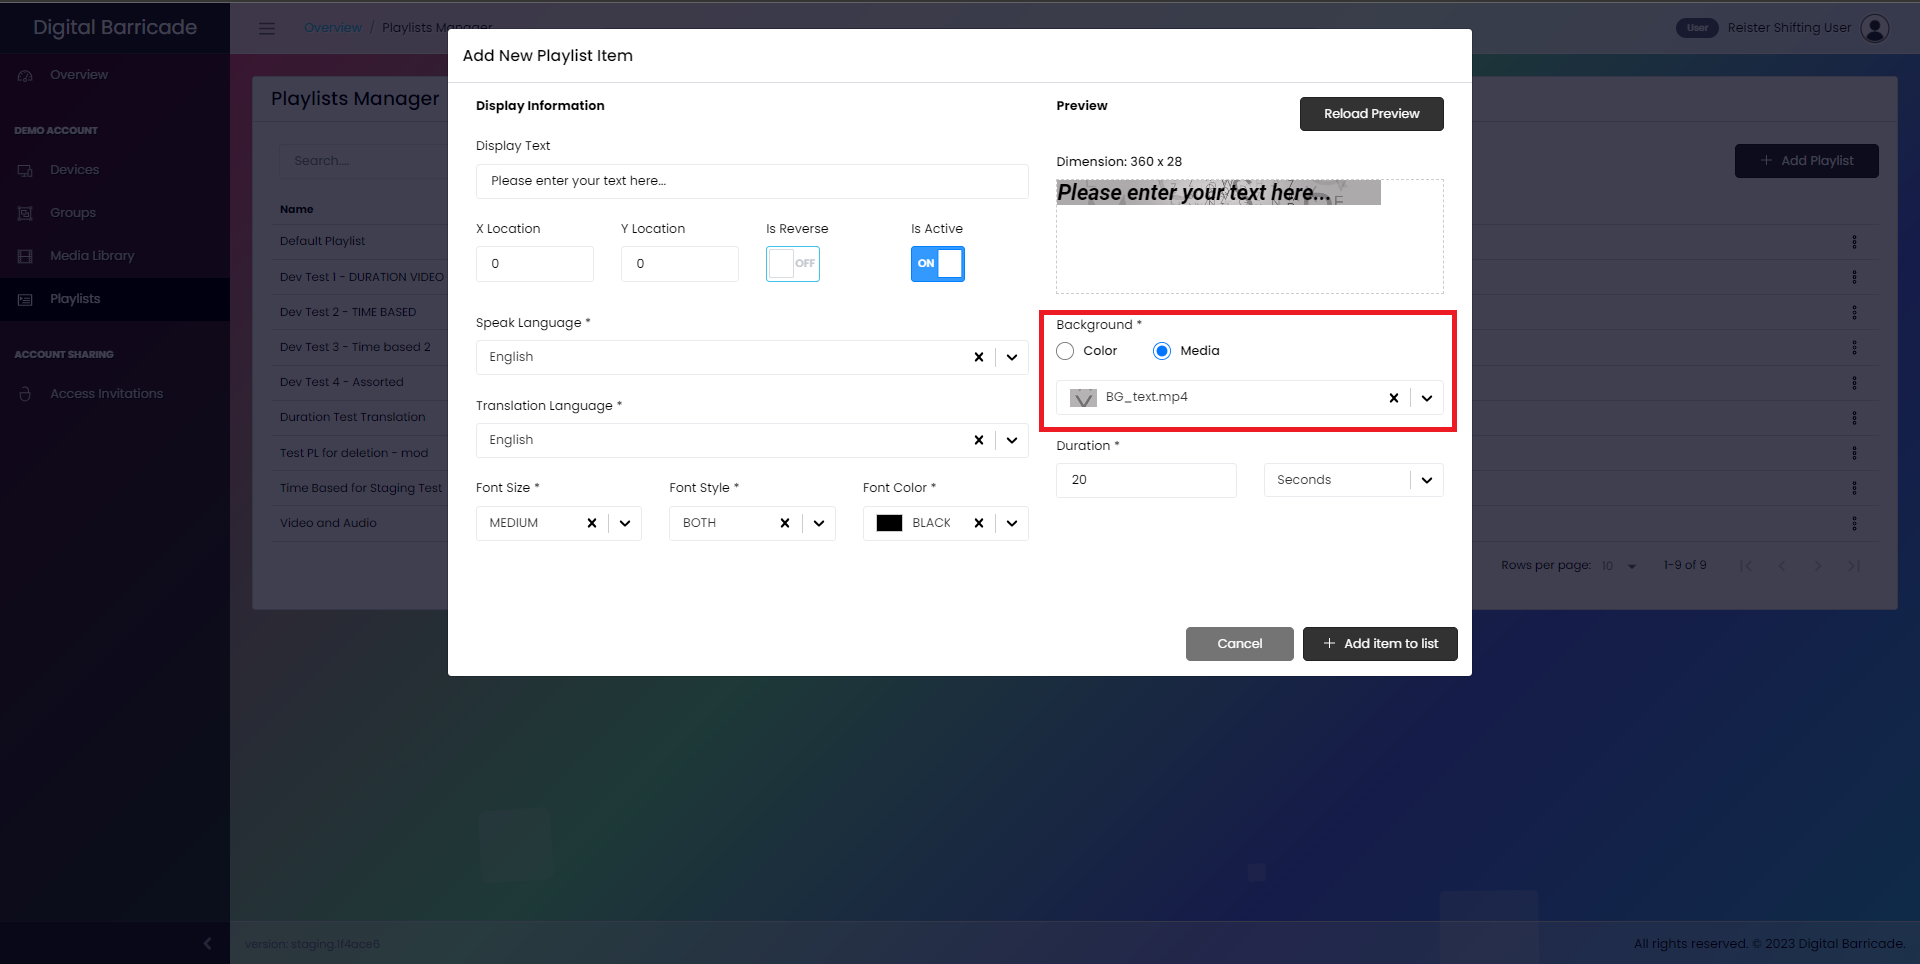 Digital Barricade
Overview / Playlists Manager
User Reister Shifting User
Overview
DEMO ACCOUNT
Devices
Groups
Media Library
Playlists
ACCOUNT SHARING
Access Invitations
Playlists Manager
Search....
+ Add Playlist
Name
Default Playlist
Dev Test 1 - DURATION VIDEO
Dev Test 2 - TIME BASED
Dev Test 3 - Time based 2
Dev Test 4 - Assorted
Duration Test Translation
Test PL for deletion - mod
Time Based for Staging Test
Video and Audio
Rows per page: 10 1-9 of 9
Add New Playlist Item
Display Information
Display Text
Please enter your text here...
X Location Y Location Is Reverse Is Active
0 0 OFF ON
Speak Language *
English
Translation Language *
English
Font Size * Font Style * Font Color *
MEDIUM BOTH BLACK
Preview
Reload Preview
Dimension: 360 x 28
Please enter your text here...
Background *
Color Media
BG_text.mp4
Duration *
20 Seconds
Cancel + Add item to list
version: staging.1f4ace6
All rights reserved. © 2023 Digital Barricade.